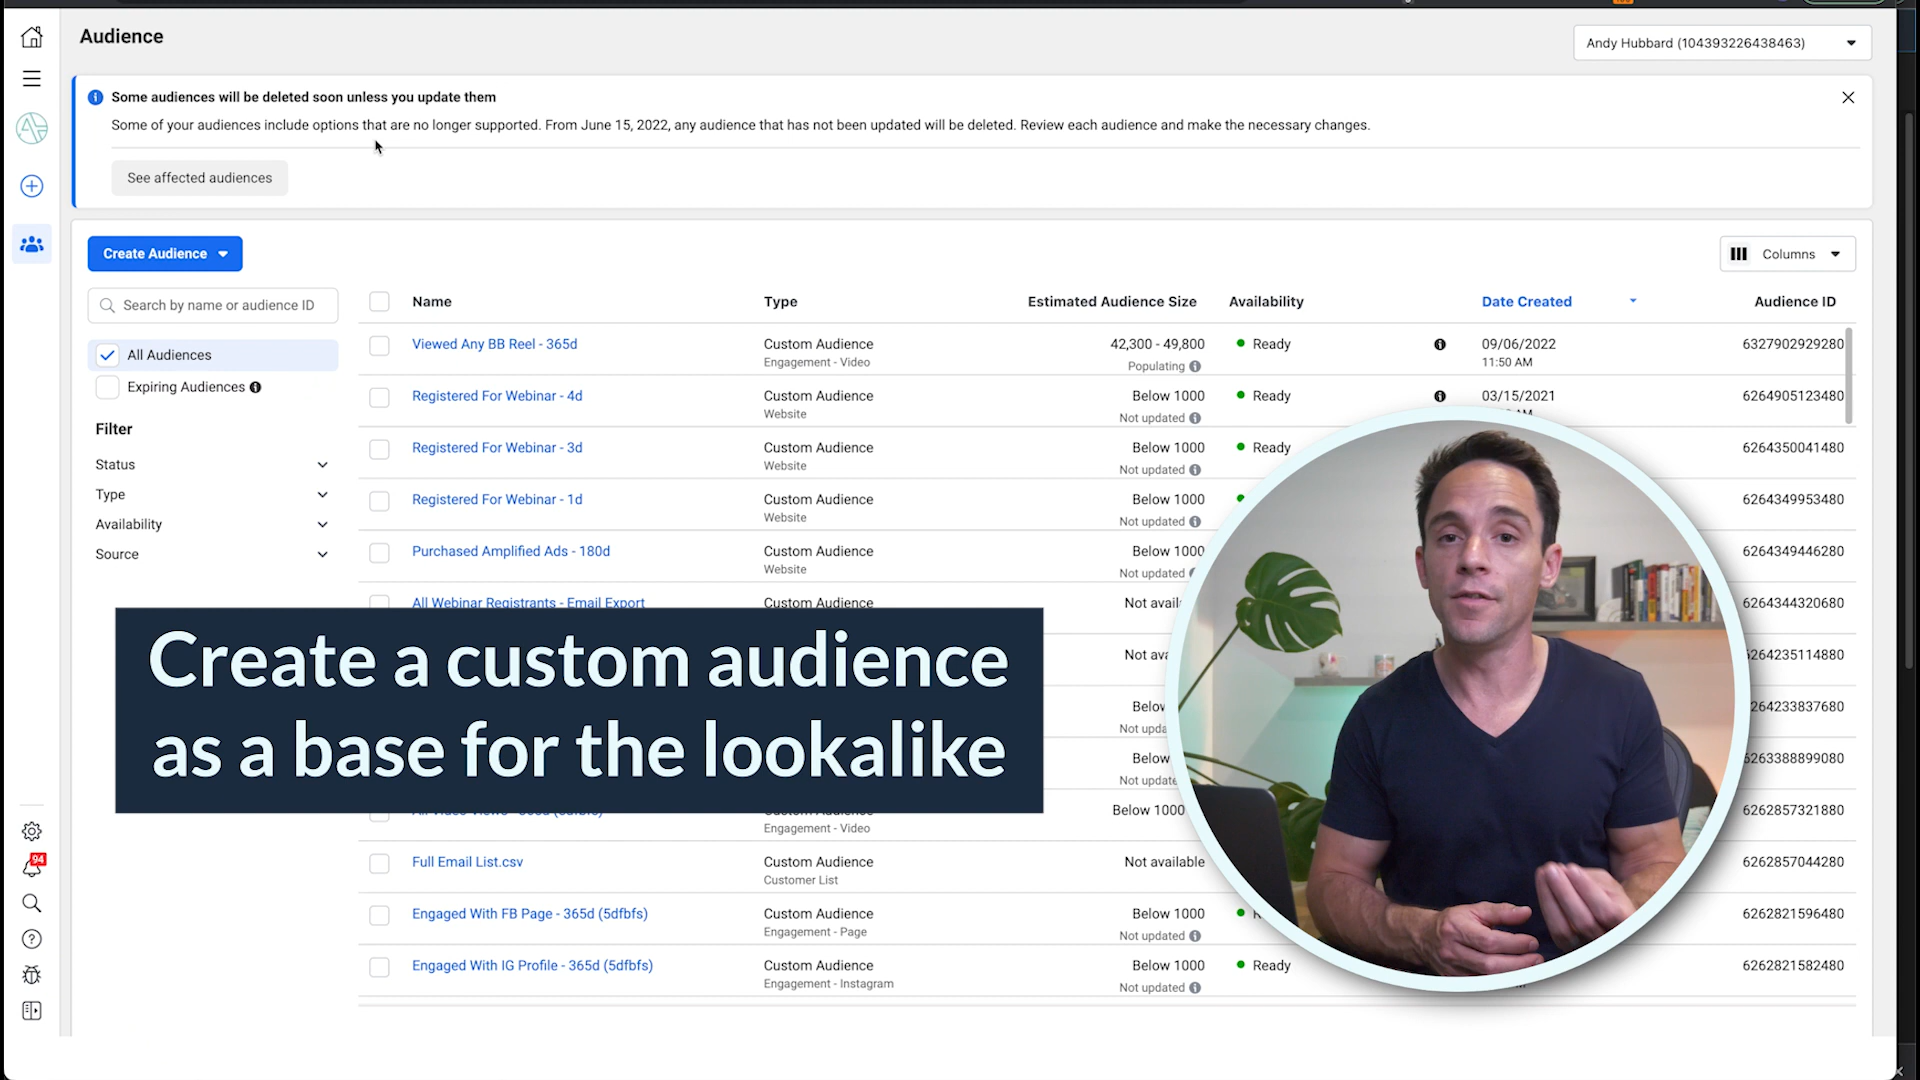 Audience
Andy Hubbard (104393226438463)
Some audiences will be deleted soon unless you update them
Some of your audiences include options that are no longer supported. From June 15, 2022, any audience that has not been updated will be deleted. Review each audience and make the necessary changes.
See affected audiences
Create Audience
Columns
Search by name or audience ID
All Audiences
Expiring Audiences
Filter
Status
Type
Availability
Source
Name Type Estimated Audience Size Availability Date Created Audience ID
Viewed Any BB Reel - 365d Custom Audience 42,300 - 49,800 Ready 09/06/2022 6327902929280
Engagement - Video Populating 11:50 AM
Registered For Webinar - 4d Custom Audience Below 1000 Ready 03/15/2021 6264905123480
Website Not updated
Registered For Webinar - 3d Custom Audience Below 1000 Ready 6264350041480
Website Not updated
Registered For Webinar - 1d Custom Audience Below 1000 6264349953480
Website Not updated
Purchased Amplified Ads - 180d Custom Audience Below 1000 6264349446280
Website Not updated
All Webinar Registrants - Email Export Custom Audience Not 6264344320680
Not 6264235114880
6264233837680
Not
6263388899080
Not
Below 1000 6262857321880
Engagement - Video
Full Email List.csv Custom Audience Not available 6262857044280
Customer List
Engaged With FB Page - 365d (5dfbfs) Custom Audience Below 1000 6262821596480
Engagement - Page Not updated
Engaged With IG Profile - 365d (5dfbfs) Custom Audience Below 1000 Ready 6262821582480
Engagement - Instagram Not updated
94
Create a custom audience
as a base for the lookalike